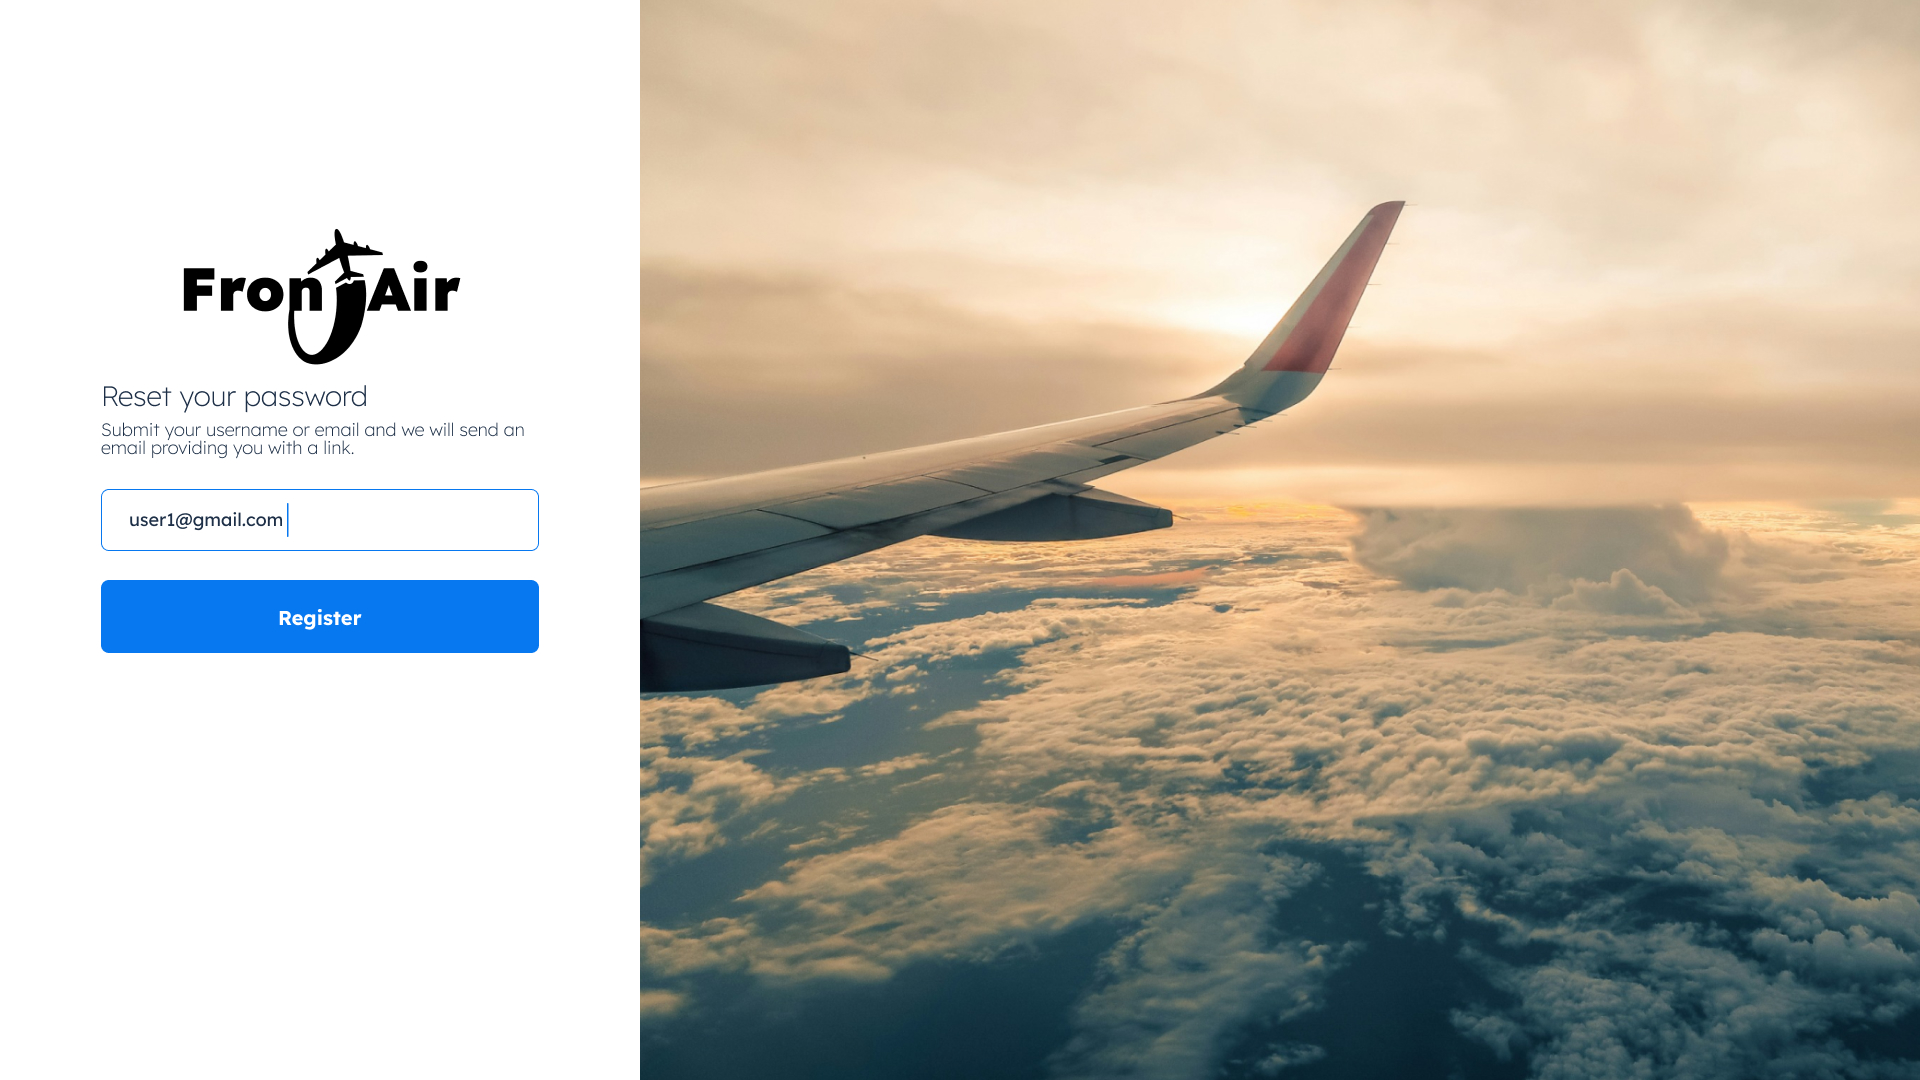 FronTAir
Reset your password
Submit your username or email and we will send an
email providing you with a link.
user1@gmail.com
Register